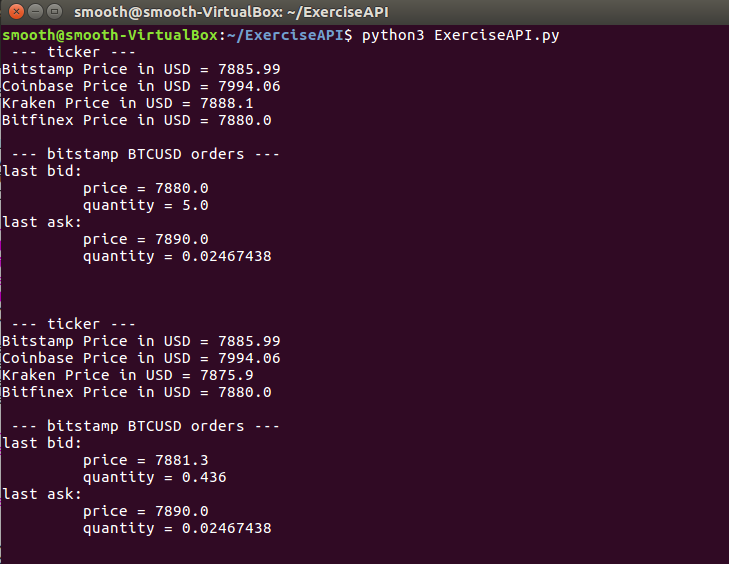 smooth@smooth-VirtualBox: ~/ExerciseAPI
smooth@smooth-VirtualBox:~/ExerciseAPI$ python3 ExerciseAPI.py
 --- ticker ---
Bitstamp Price in USD = 7885.99
Coinbase Price in USD = 7994.06
Kraken Price in USD = 7888.1
Bitfinex Price in USD = 7880.0
 --- bitstamp BTCUSD orders ---
last bid:
         price = 7880.0
         quantity = 5.0
last ask:
         price = 7890.0
         quantity = 0.02467438
 --- ticker ---
Bitstamp Price in USD = 7885.99
Coinbase Price in USD = 7994.06
Kraken Price in USD = 7875.9
Bitfinex Price in USD = 7880.0
 --- bitstamp BTCUSD orders ---
last bid:
         price = 7881.3
         quantity = 0.436
last ask:
         price = 7890.0
         quantity = 0.02467438